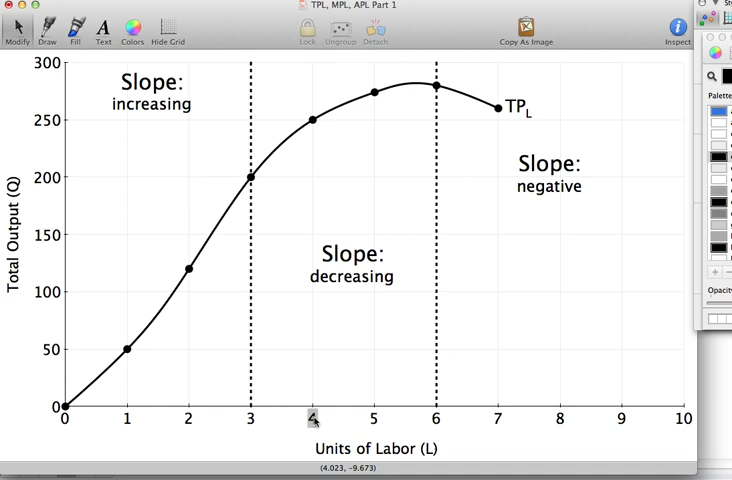 TPL, MPL, APL Part 1
Modify Draw Fill Text Colors Hide Grid Lock Ungroup Detach Copy As Image Inspect
Palette
Opacity
300
250
200
150
100
50
0
Total Output (Q)
Slope:
increasing
Slope:
decreasing
Slope:
negative
TPL
0 1 2 3 4 5 6 7 8 9 10
Units of Labor (L)
(4.023, -9.673)